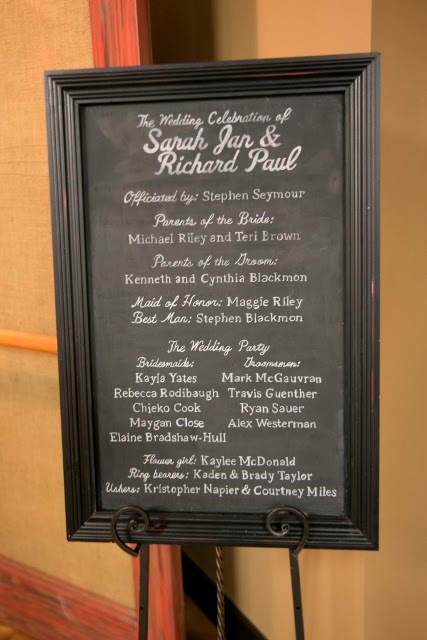 The Wedding Celebration of
Sarah Jan &
Richard Paul
Officiated by: Stephen Seymour
Parents of the Bride:
Michael Riley and Teri Brown
Parents of the Groom:
Kenneth and Cynthia Blackmon
Maid of Honor: Maggie Riley
Best Man: Stephen Blackmon
The Wedding Party
Bridesmaids: Groomsmen:
Kayla Yates Mark McGauvran
Rebecca Rodibaugh Travis Guenther
Chieko Cook Ryan Sauer
Maygan Close Alex Westerman
Elaine Bradshaw-Hull
Flower girl: Kaylee McDonald
Ring bearers: Kaden & Brady Taylor
Ushers: Kristopher Napier & Courtney Miles